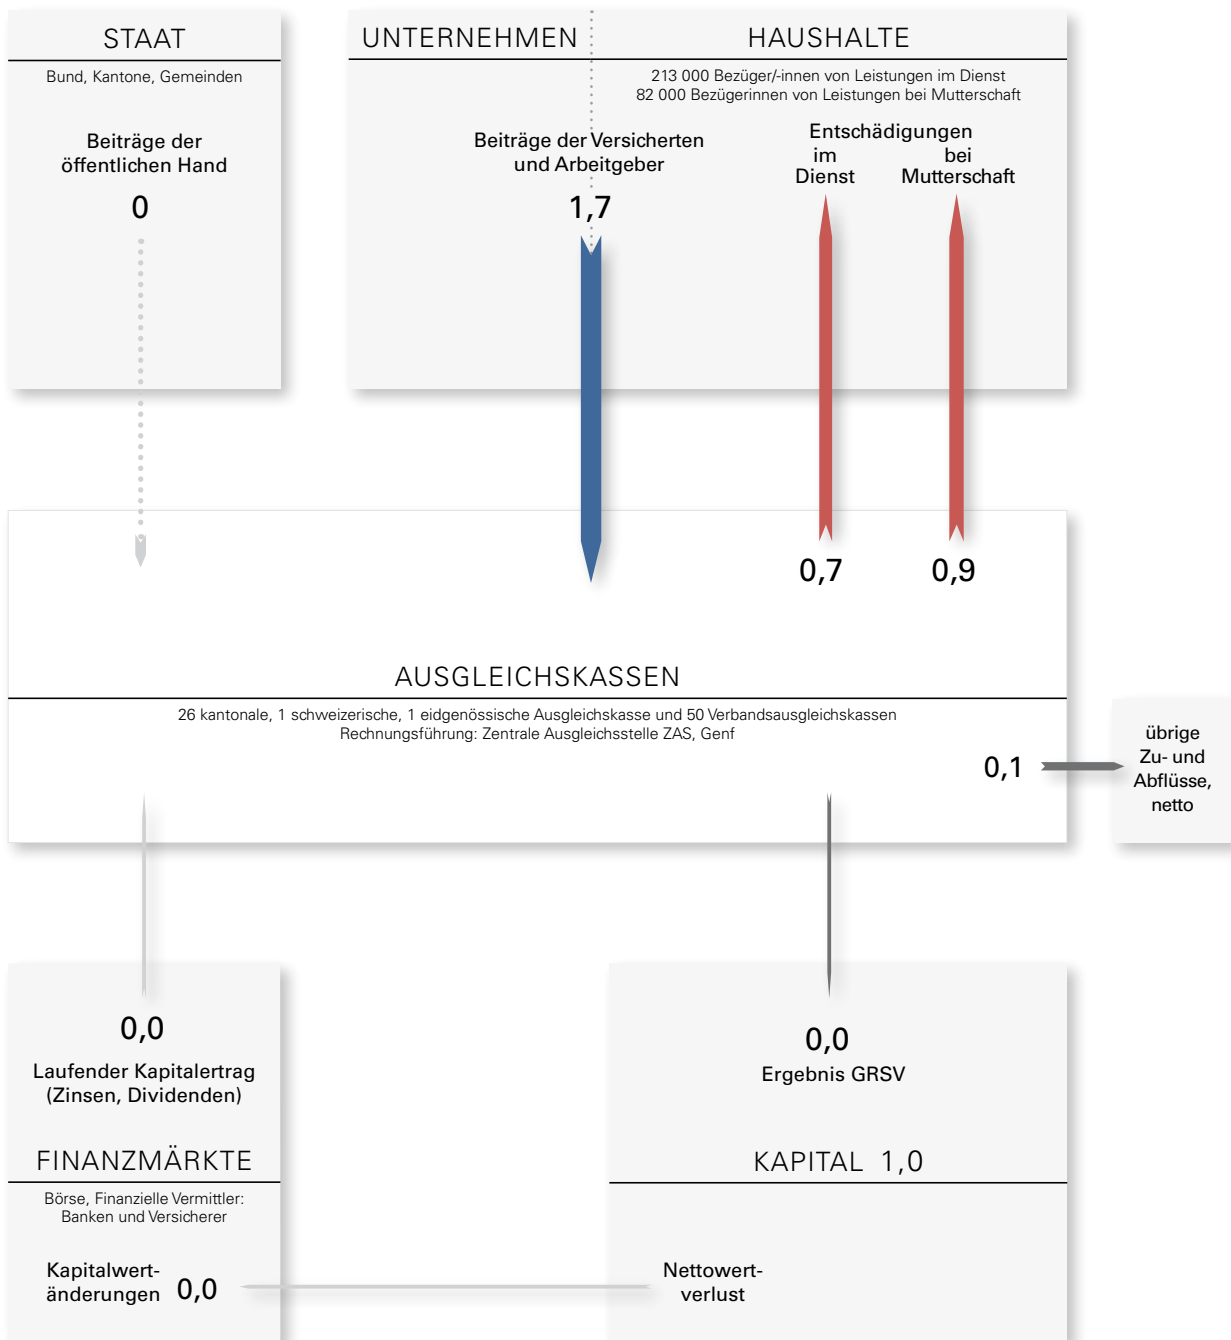 STAAT
Bund, Kantone, Gemeinden
Beiträge der
öffentlichen Hand
0
UNTERNEHMEN
HAUSHALTE
213 000 Bezüger/-innen von Leistungen im Dienst
82 000 Bezügerinnen von Leistungen bei Mutterschaft
Beiträge der Versicherten
und Arbeitgeber
1,7
Entschädigungen
im bei
Dienst Mutterschaft
0,7 0,9
AUSGLEICHSKASSEN
26 kantonale, 1 schweizerische, 1 eidgenössische Ausgleichskasse und 50 Verbandsausgleichskassen
Rechnungsführung: Zentrale Ausgleichsstelle ZAS, Genf
0,1
übrige
Zu- und
Abflüsse,
netto
0,0
Laufender Kapitalertrag
(Zinsen, Dividenden)
FINANZMÄRKTE
Börse, Finanzielle Vermittler:
Banken und Versicherer
Kapitalwert-
änderungen 0,0
0,0
Ergebnis GRSV
KAPITAL 1,0
Nettowert-
verlust